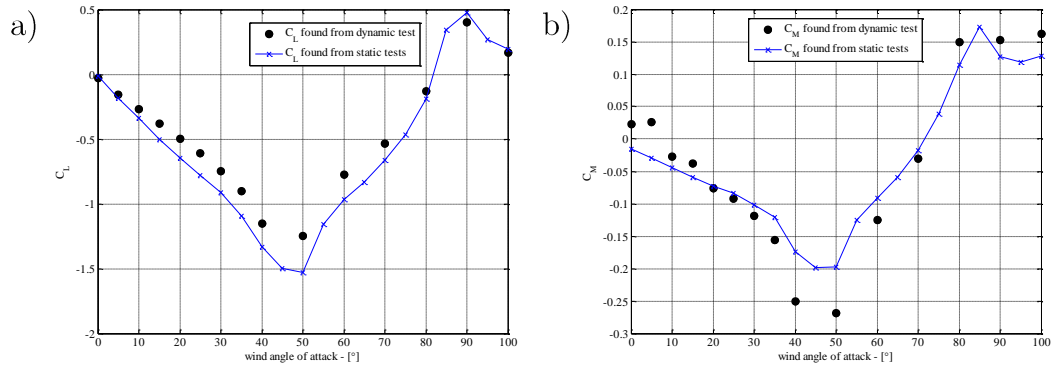 a)
0.5
0
-0.5
-1
-1.5
-2
C_L
C_L found from dynamic test
C_L found from static tests
0 10 20 30 40 50 60 70 80 90 100
wind angle of attack - [°]
b)
0.2
0.15
0.1
0.05
0
-0.05
-0.1
-0.15
-0.2
-0.25
-0.3
C_M
C_M found from dynamic test
C_M found from static tests
0 10 20 30 40 50 60 70 80 90 100
wind angle of attack - [°]